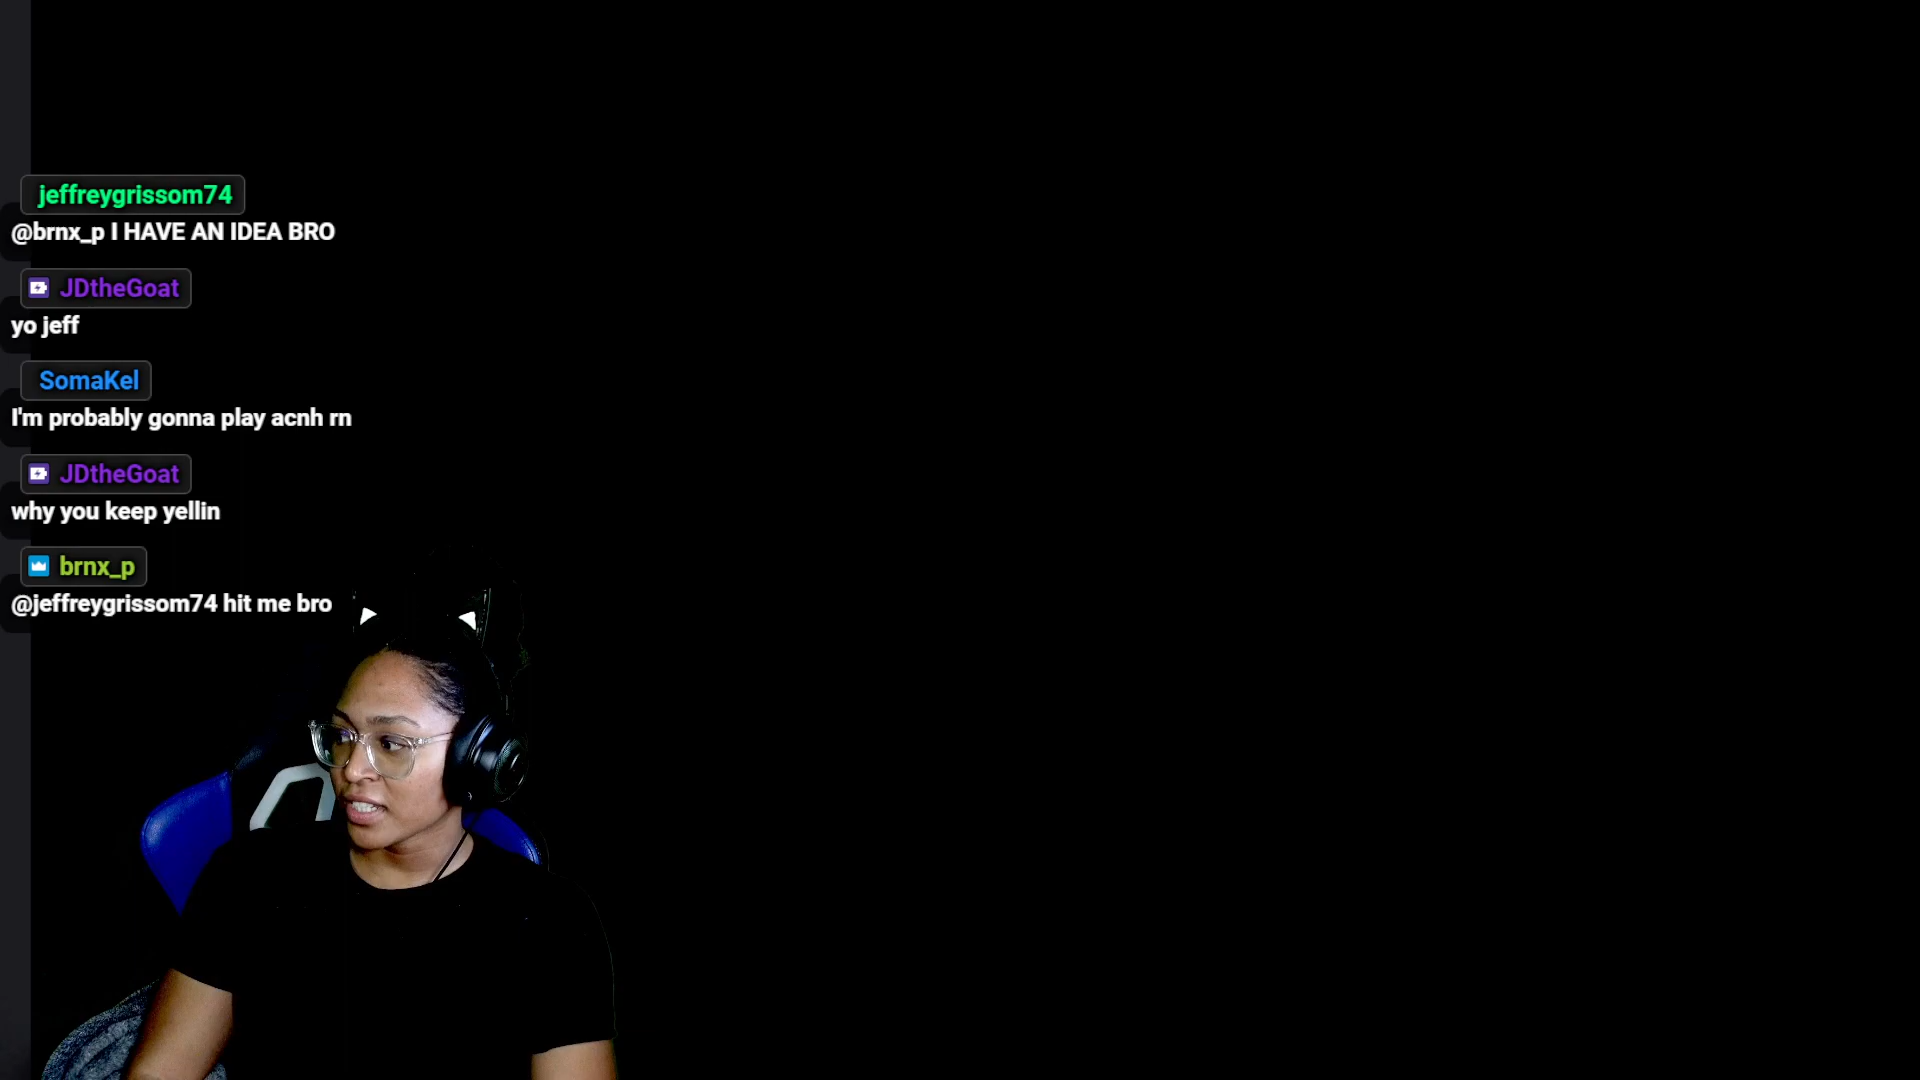 jeffreygrissom74
@brnx_p I HAVE AN IDEA BRO
JDtheGoat
yo jeff
SomaKel
I'm probably gonna play acnh rn
JDtheGoat
why you keep yellin
brnx_p
@jeffreygrissom74 hit me bro